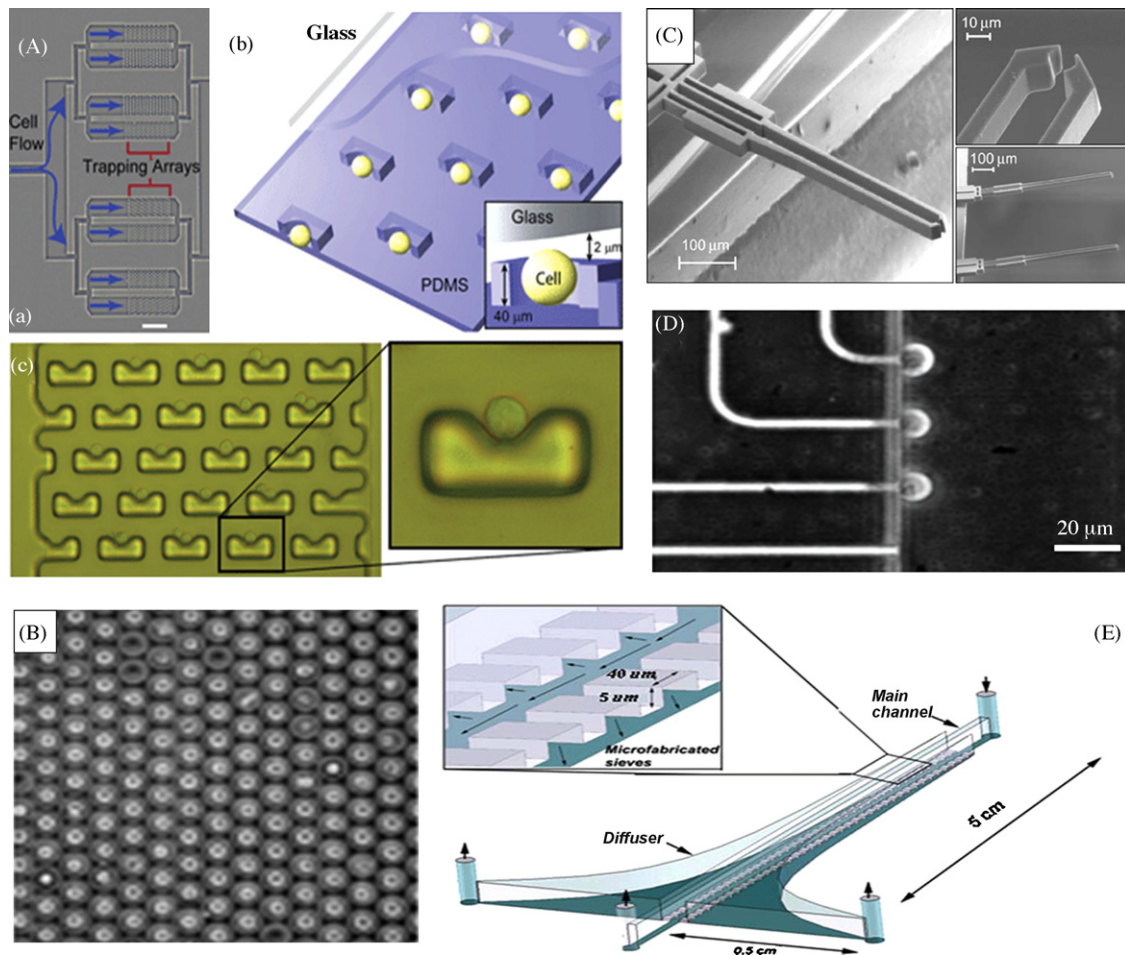 (A)
Cell
Flow
Trapping Arrays
(a)
(b)
Glass
PDMS
Glass
2
μm
Cell
40 μm
(C)
100 μm
10 μm
100
μm
(c)
(D)
20 μm
(B)
(E)
40 um
5 um
Microfabricated
sieves
Main
channel
Diffuser
5 cm
0.5 cm